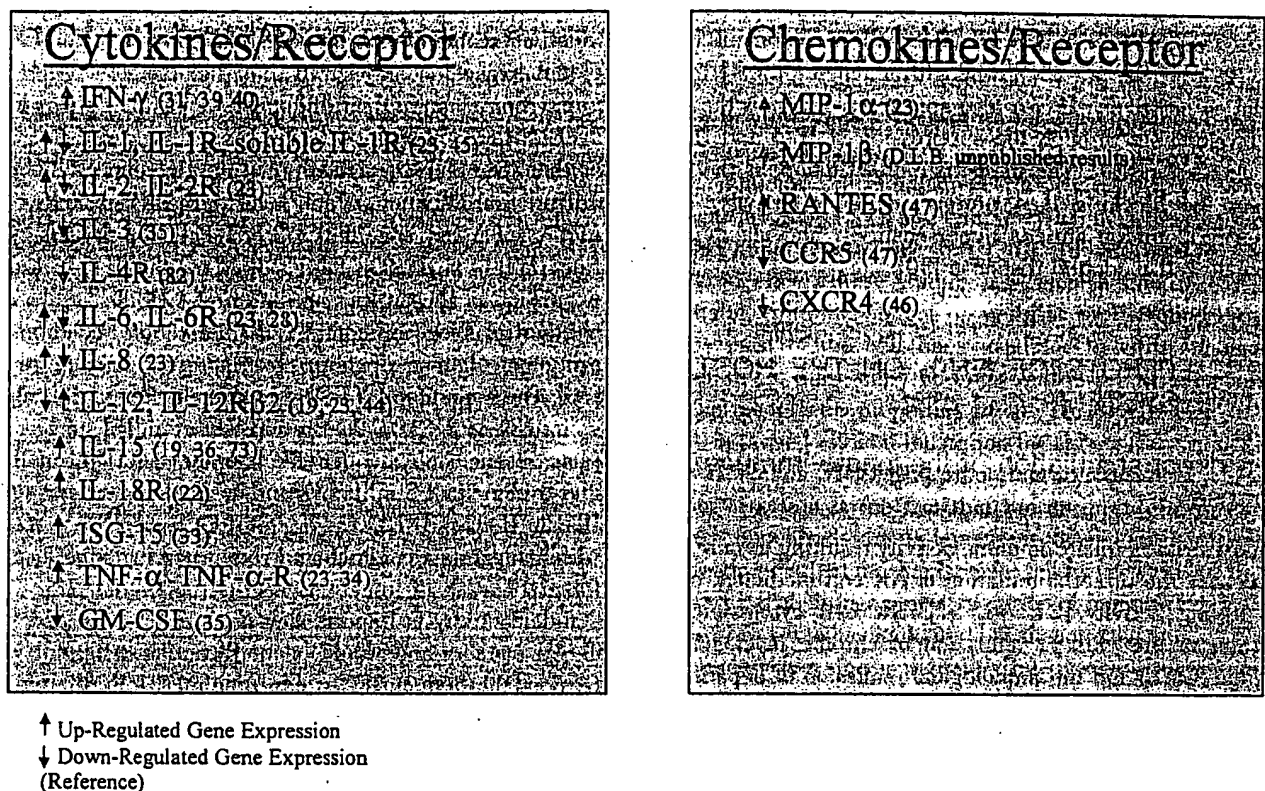 Cytokines/Receptor
↑ IFN-γ (31, 39, 40)
↑↓ IL-1, IL-1R, soluble IL-1R (23, 45)
↑↓ IL-2, IL-2R (23)
↓ IL-3 (35)
↓ IL-4R (82)
↑↓ IL-6, IL-6R (23, 28)
↑↓ IL-8 (23)
↓↑ IL-12, IL-12Rβ2 (19, 23, 44)
↑ IL-15 (19, 36, 73)
↑ IL-18R (22)
↑ ISG-15 (33)
↑ TNF-α, TNF-α-R (23, 34)
↓ GM-CSF (35)
Chemokines/Receptor
↑ MIP-1α (23)
MIP-1β (D.L.B. unpublished results)
RANTES (47)
↓ CCR5 (47)
↓ CXCR4 (46)
↑ Up-Regulated Gene Expression
↓ Down-Regulated Gene Expression
(Reference)